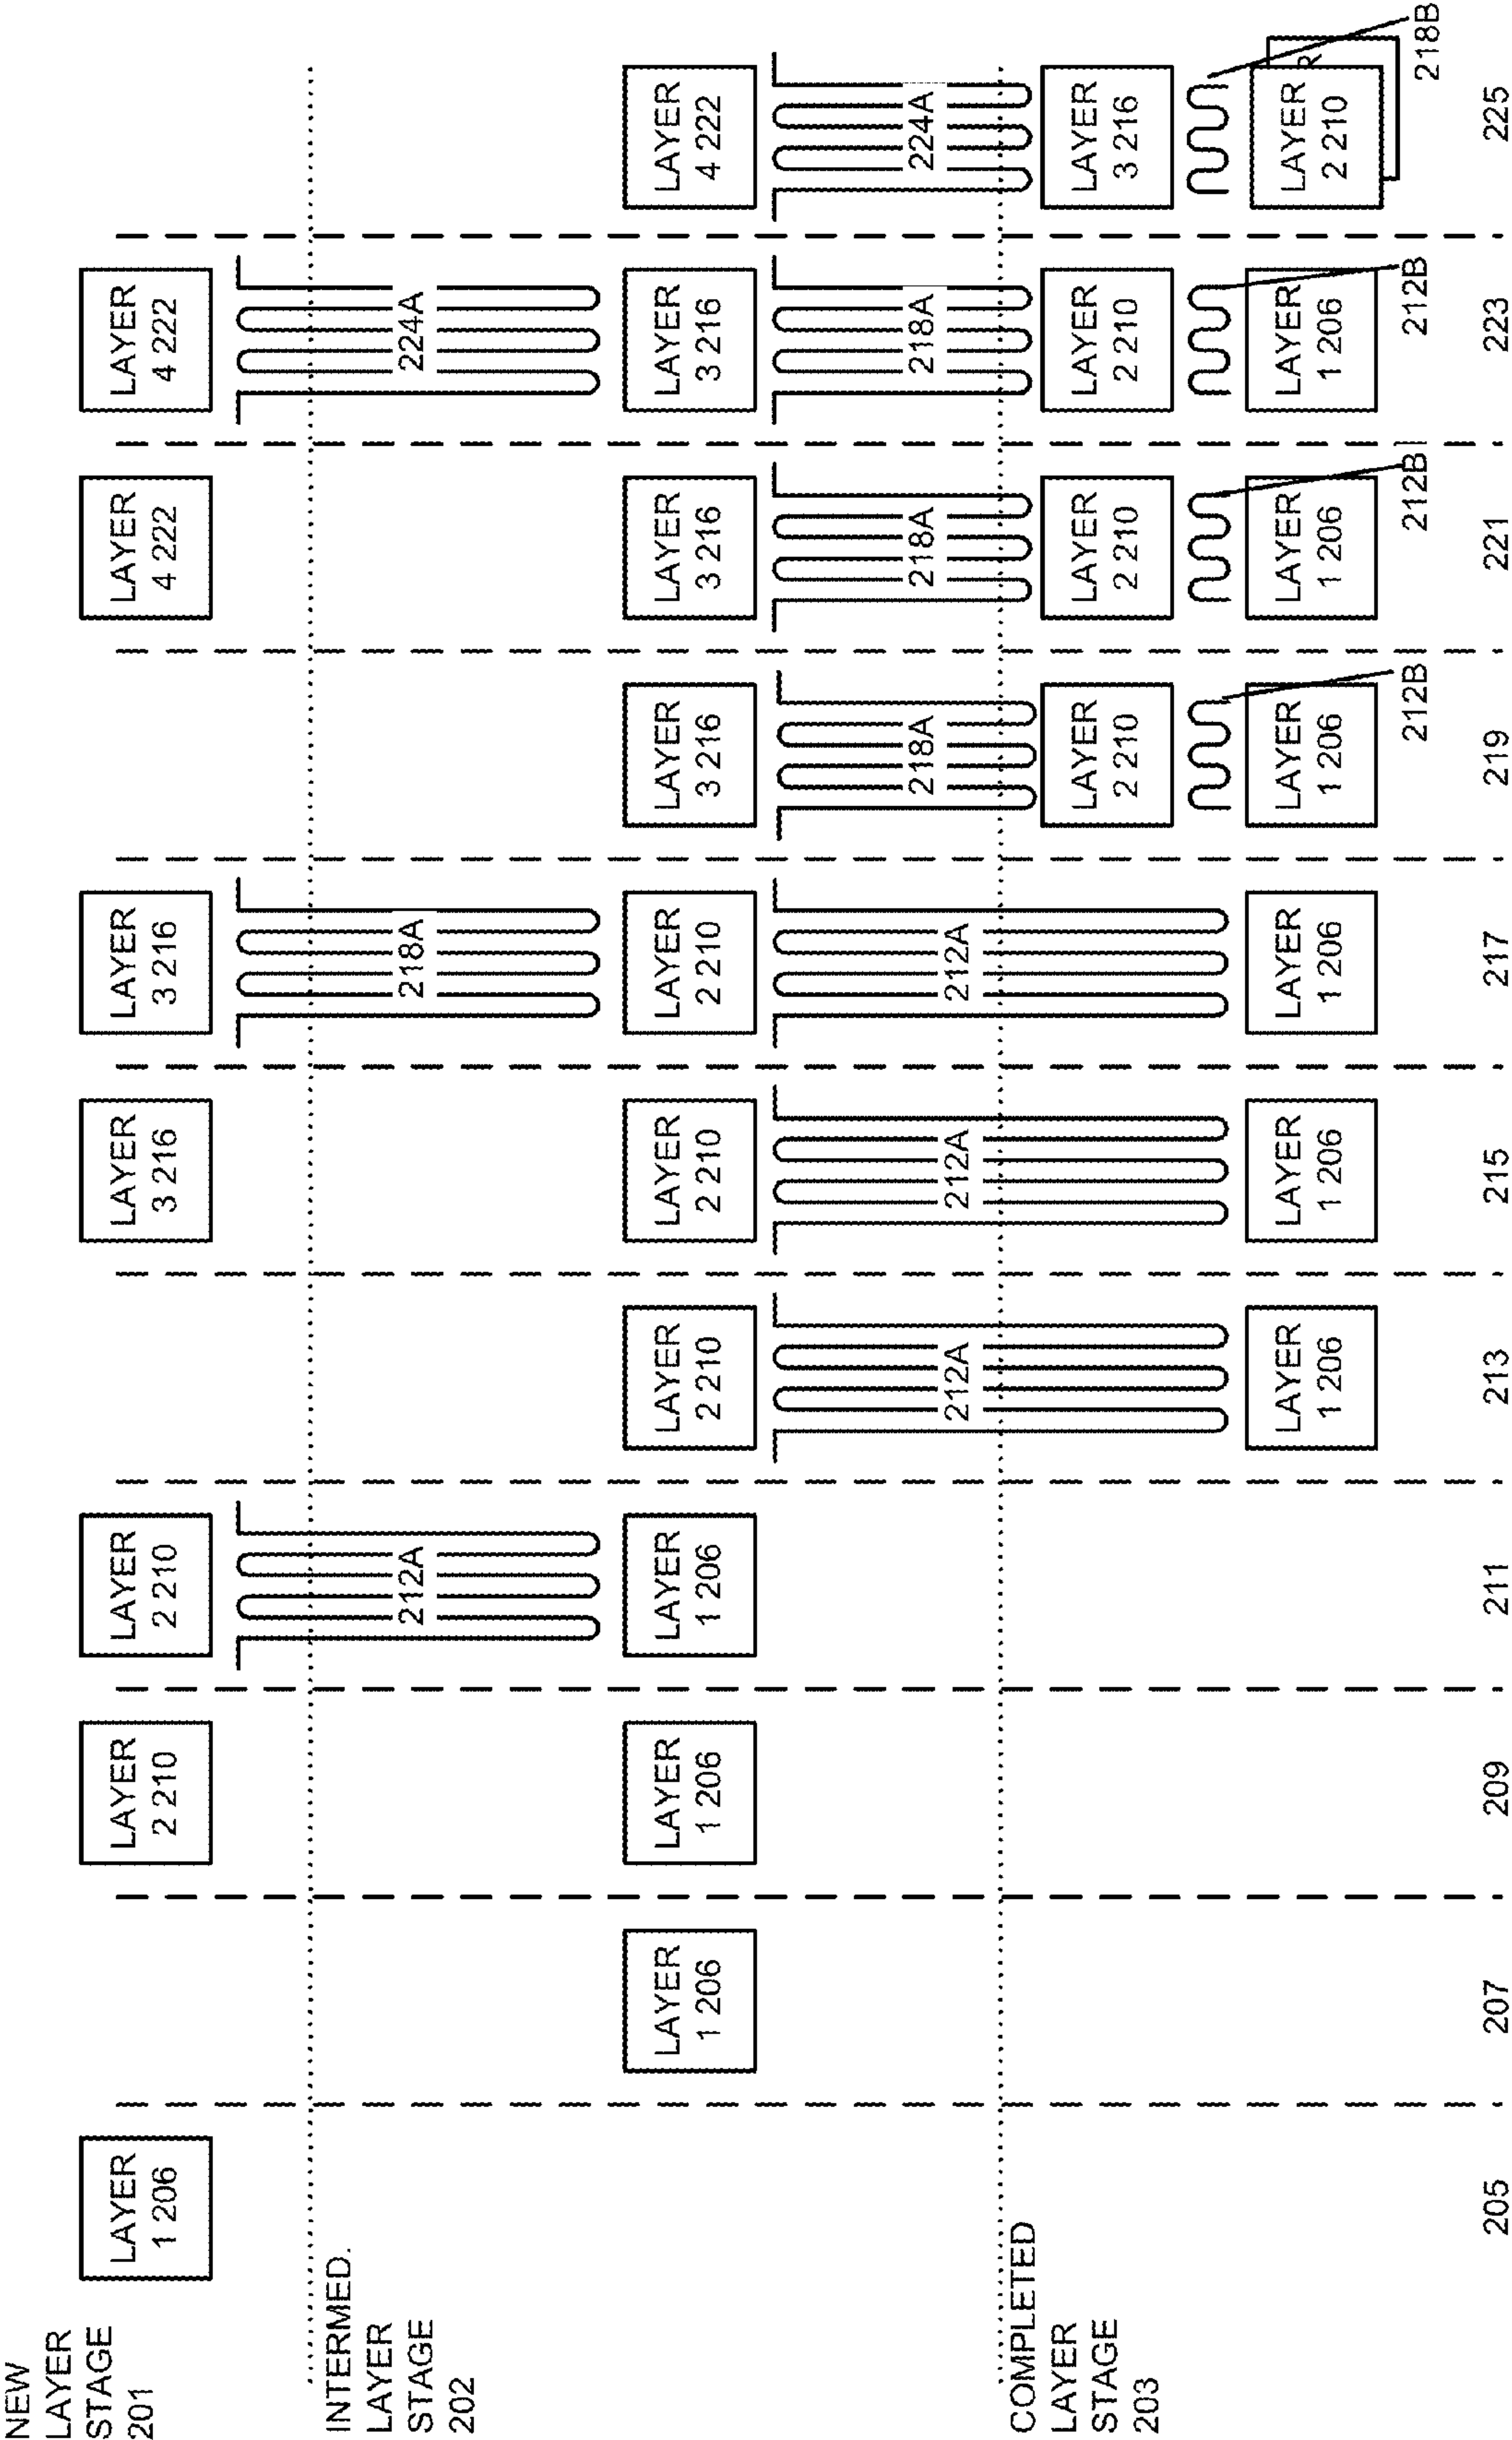 NEW
LAYER
STAGE
201
LAYER
1 206
LAYER
2 210
LAYER
2 210
LAYER
3 216
LAYER
3 216
LAYER
4 222
LAYER
4 222
INTERMED.
LAYER
STAGE
202
212A
218A
224A
LAYER
1 206
LAYER
1 206
LAYER
1 206
LAYER
2 210
LAYER
2 210
LAYER
2 210
LAYER
3 216
LAYER
3 216
LAYER
3 216
LAYER
4 222
212A
212A
212A
218A
218A
218A
224A
COMPLETED
LAYER
STAGE
203
LAYER
2 210
LAYER
2 210
LAYER
2 210
LAYER
3 216
LAYER
1 206
LAYER
1 206
LAYER
1 206
LAYER
1 206
LAYER
1 206
LAYER
1 206
LAYER
2 210
R
212B
212B
212B
218B
205
207
209
211
213
215
217
219
221
223
225